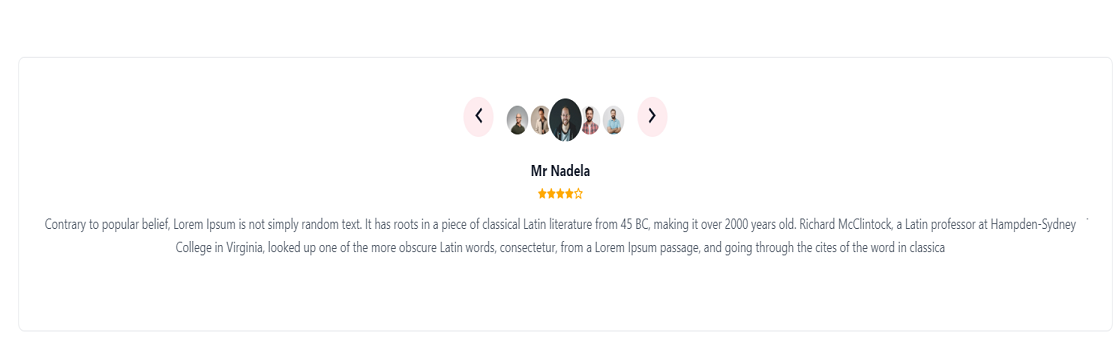 Mr Nadela
Contrary to popular belief, Lorem Ipsum is not simply random text. It has roots in a piece of classical Latin literature from 45 BC, making it over 2000 years old. Richard McClintock, a Latin professor at Hampden-Sydney
College in Virginia, looked up one of the more obscure Latin words, consectetur, from a Lorem Ipsum passage, and going through the cites of the word in classica